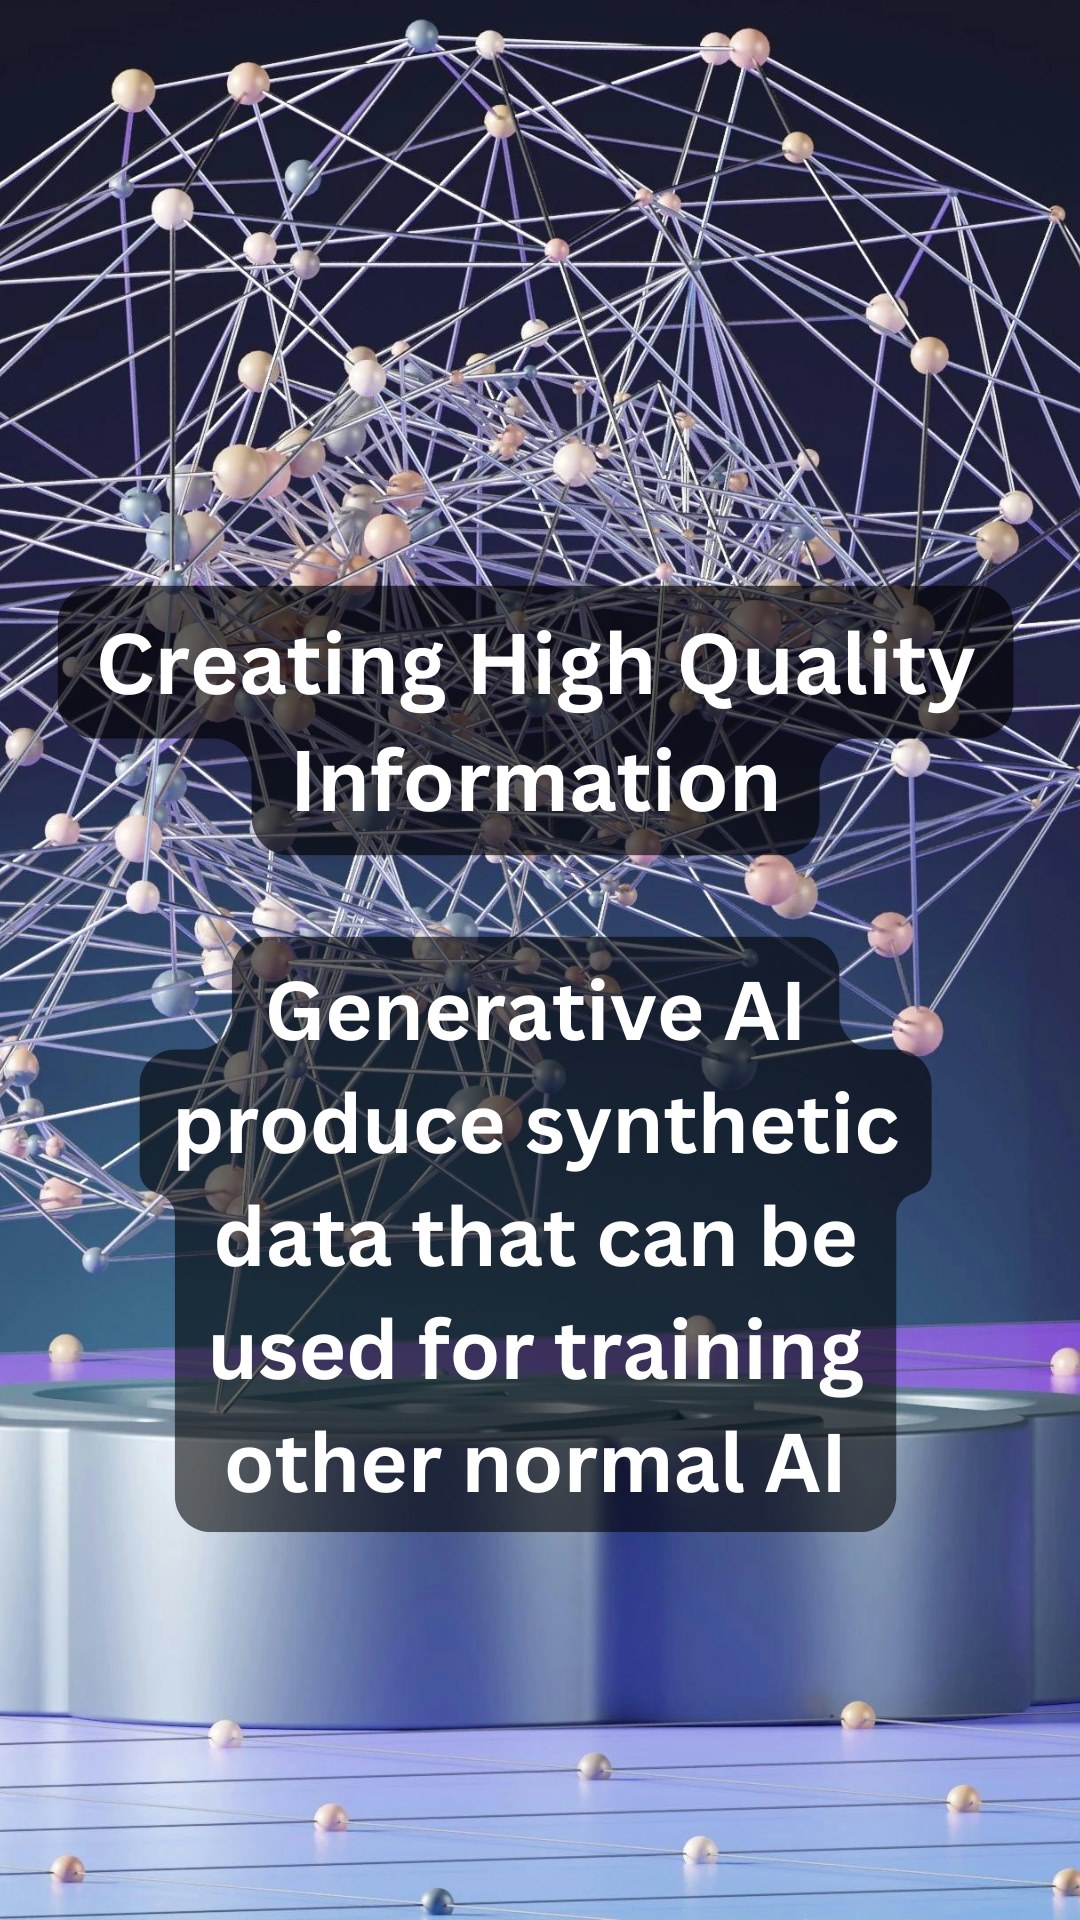 Creating High Quality
Information
Generative AI
produce synthetic
data that can be
used for training
other normal AI